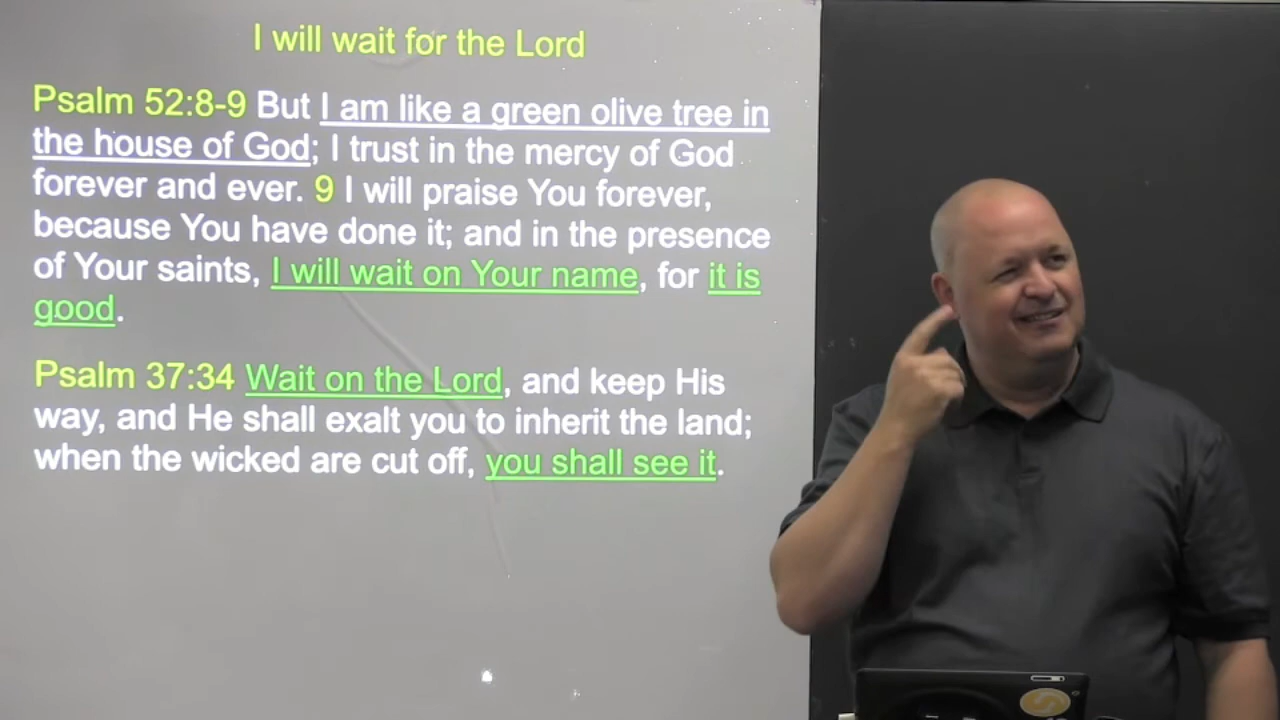 I will wait for the Lord
Psalm 52:8-9 But I am like a green olive tree in
the house of God; I trust in the mercy of God
forever and ever. 9 I will praise You forever,
because You have done it; and in the presence
of Your saints, I will wait on Your name, for it is
good.
Psalm 37:34 Wait on the Lord, and keep His
way, and He shall exalt you to inherit the land;
when the wicked are cut off, you shall see it.